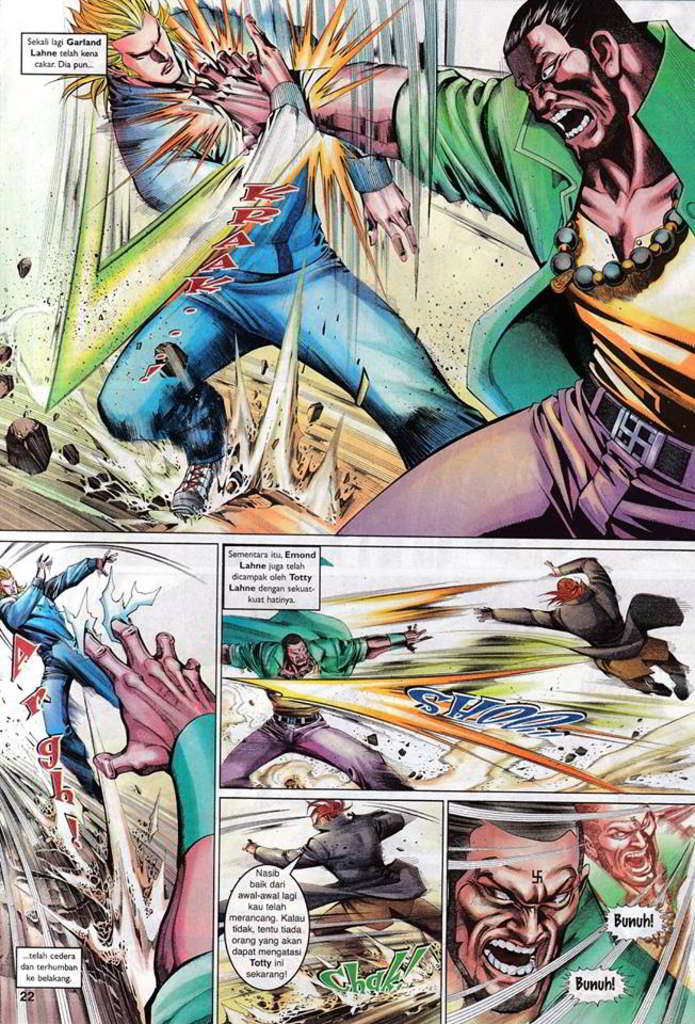 Sekali lagi Garland
Lahne telah kena
cakar. Dia pun...
KRAAK
Argh!
...telah cedera
dan terhumban
ke belakang.
22
Sementara itu, Emond
Lahne juga telah
dicampak oleh Totty
Lahne dengan sekuat-
kuat hatinya.
Nasib
baik dari
awal-awal lagi
kau telah
merancang. Kalau
tidak, tentu tiada
orang yang akan
dapat mengatasi
Totty ini
sekarang!
Chak!
Bunuh!
Bunuh!